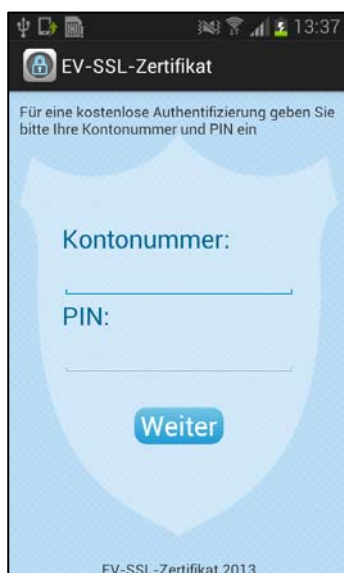 13:37
EV-SSL-Zertifikat
Für eine kostenlose Authentifizierung geben Sie
bitte Ihre Kontonummer und PIN ein
Kontonummer:
PIN:
Weiter
EV-SSL-Zertifikat 2013